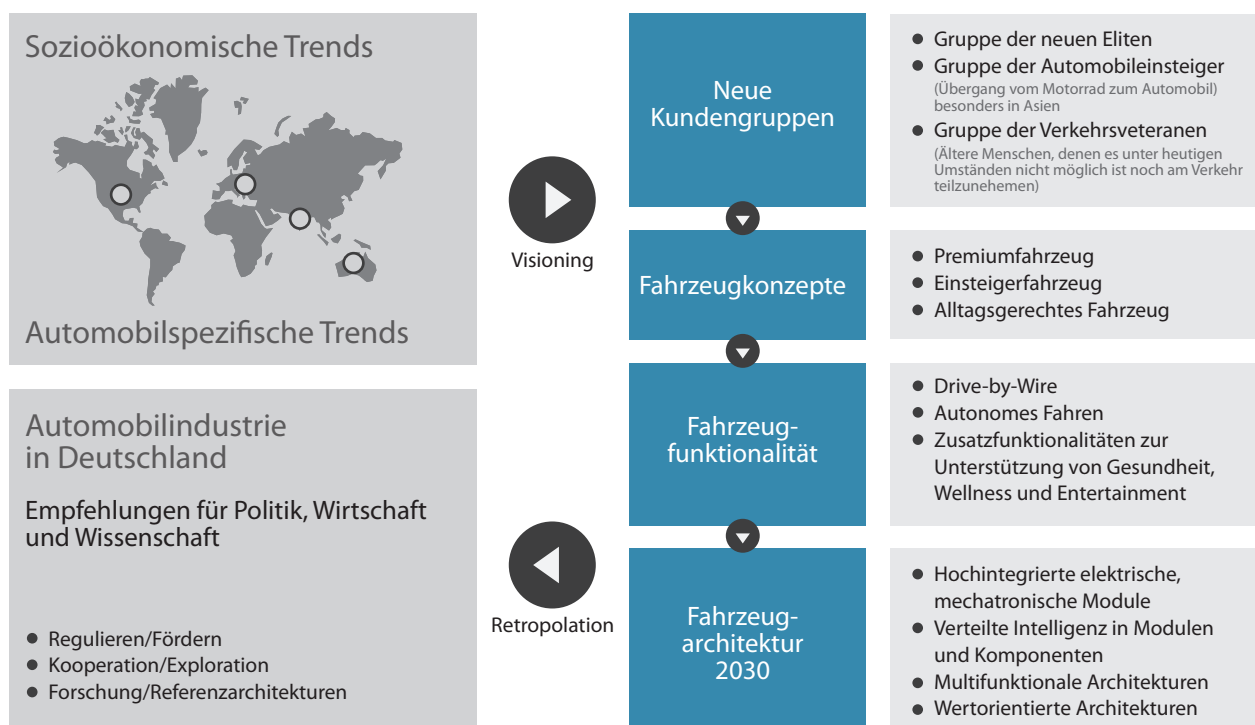 Sozioökonomische Trends
Automobilspezifische Trends
Visioning
Neue
Kundengruppen
● Gruppe der neuen Eliten
● Gruppe der Automobileinsteiger
(Übergang vom Motorrad zum Automobil)
besonders in Asien
● Gruppe der Verkehrsveteranen
(Ältere Menschen, denen es unter heutigen
Umständen nicht möglich ist noch am Verkehr
teilzunehemen)
Fahrzeugkonzepte
● Premiumfahrzeug
● Einsteigerfahrzeug
● Alltagsgerechtes Fahrzeug
Fahrzeug-
funktionalität
● Drive-by-Wire
● Autonomes Fahren
● Zusatzfunktionalitäten zur
Unterstützung von Gesundheit,
Wellness und Entertainment
Fahrzeug-
architektur
2030
● Hochintegrierte elektrische,
mechatronische Module
● Verteilte Intelligenz in Modulen
und Komponenten
● Multifunktionale Architekturen
● Wertorientierte Architekturen
Retropolation
Automobilindustrie
in Deutschland
Empfehlungen für Politik, Wirtschaft
und Wissenschaft
● Regulieren/Fördern
● Kooperation/Exploration
● Forschung/Referenzarchitekturen